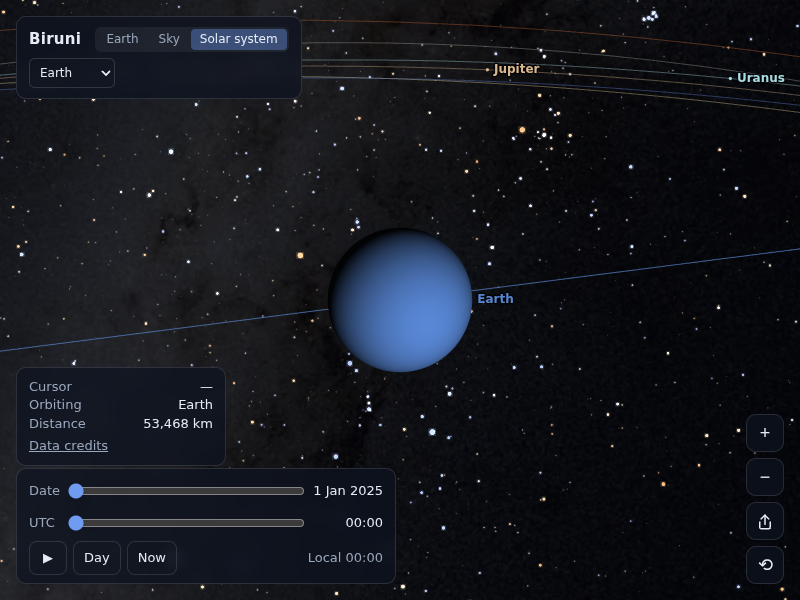 Biruni Earth Sky Solar system
Earth
Jupiter
Uranus
Earth
Cursor —
Orbiting Earth
Distance 53,468 km
Data credits
Date 1 Jan 2025
UTC 00:00
Day Now Local 00:00